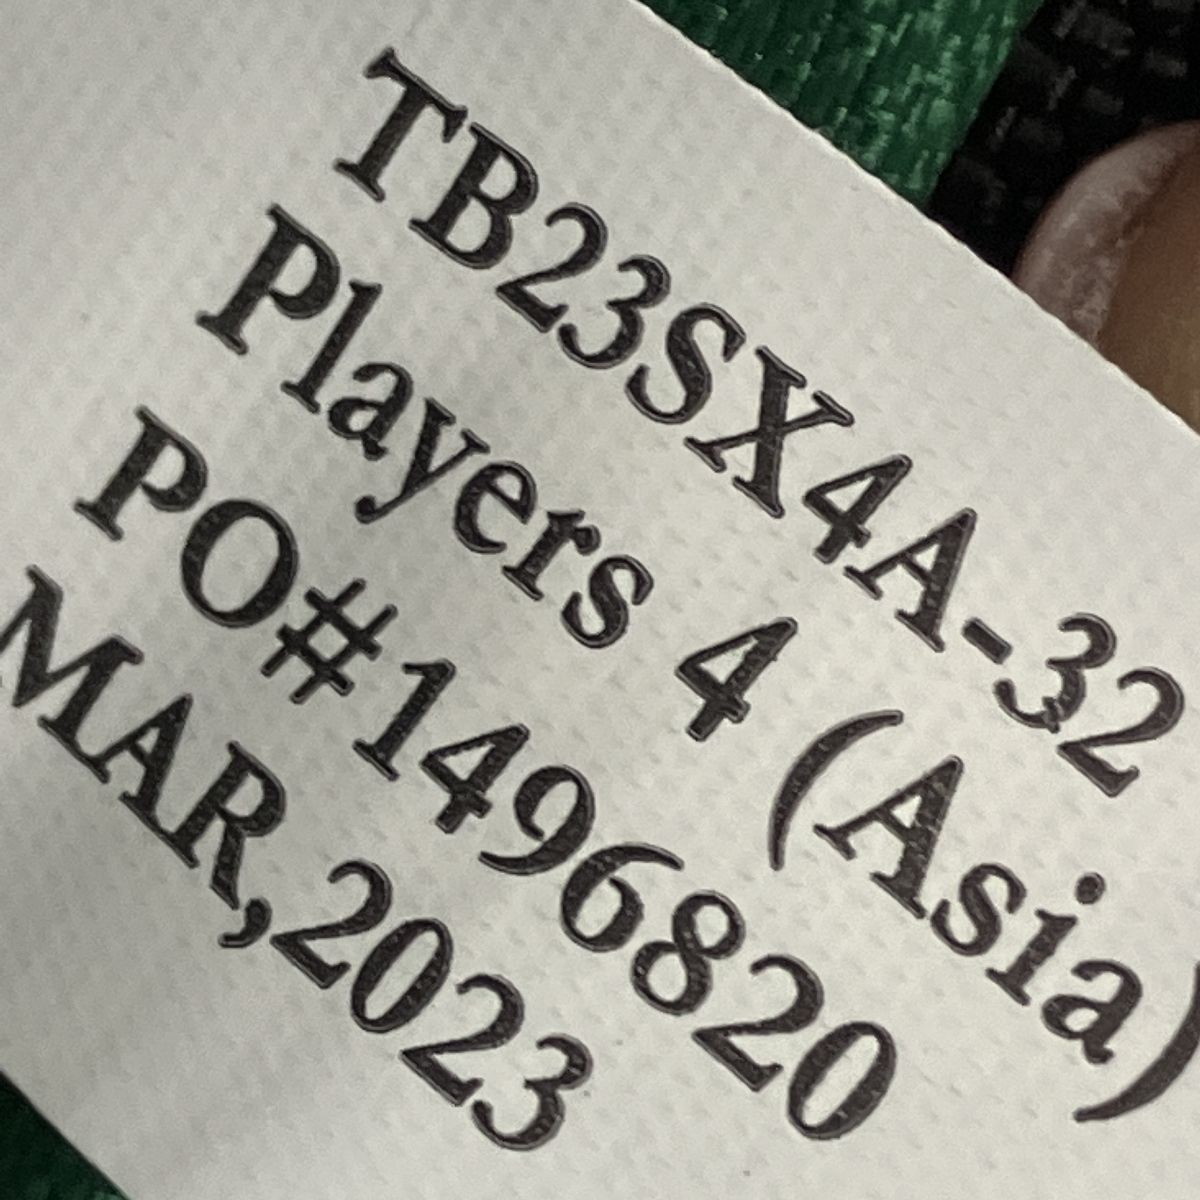 TB23SX4A-32
Players 4 (Asia)
PO#1496820
MAR,2023